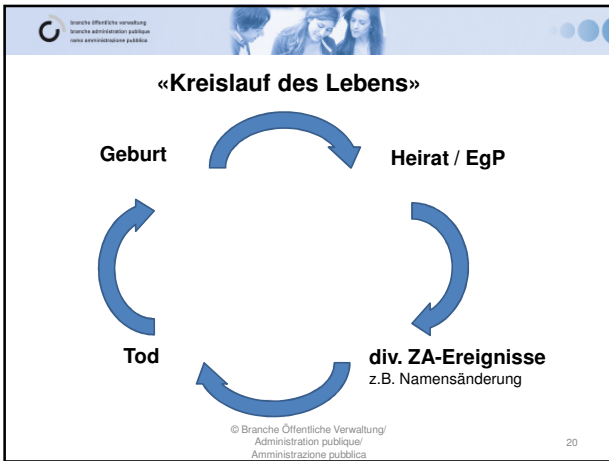 branche öffentliche verwaltung
branche administration publique
ramo amministrazione pubblica
«Kreislauf des Lebens»
Geburt
Heirat / EgP
Tod
div. ZA-Ereignisse
z.B. Namensänderung
© Branche Öffentliche Verwaltung/
Administration publique/
Amministrazione pubblica
20